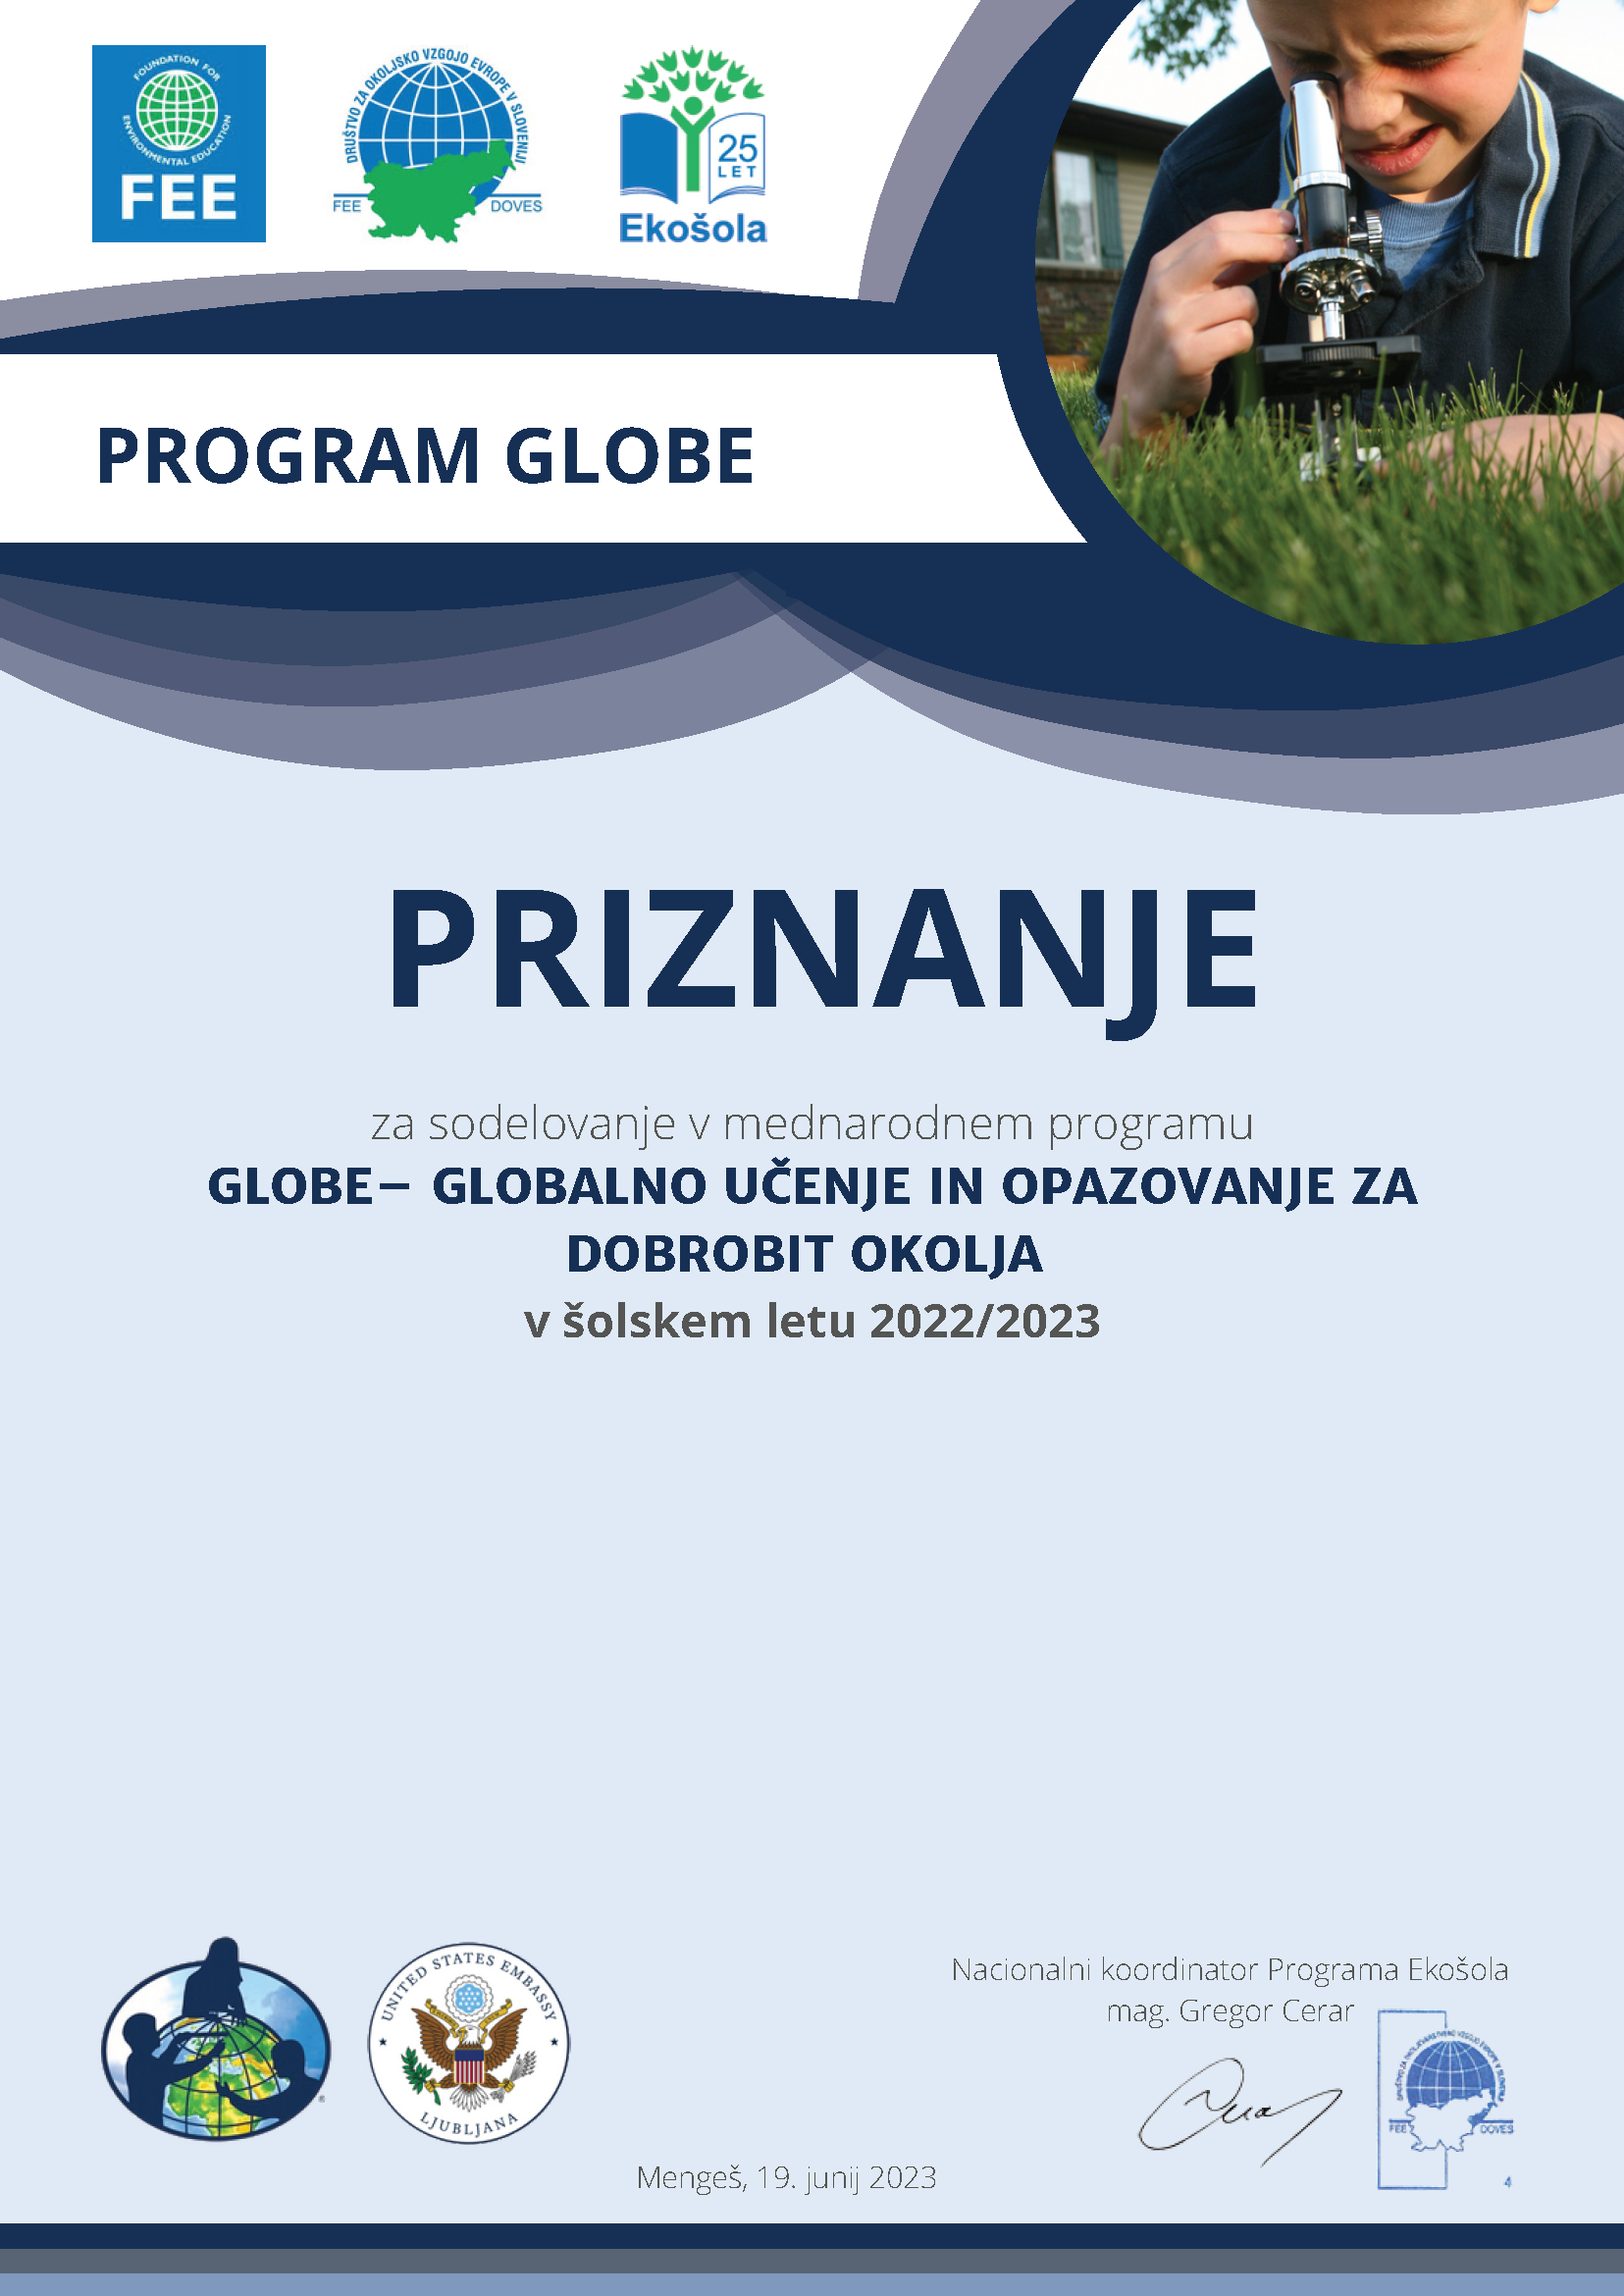 FOUNDATION FOR
ENVIRONMENTAL EDUCATION
FEE
DRUŠTVO ZA OKOLJSKO VZGOJO EVROPE V SLOVENIJI
FEE DOVES
25
LET
Ekošola
PROGRAM GLOBE
PRIZNANJE
za sodelovanje v mednarodnem programu
GLOBE– GLOBALNO UČENJE IN OPAZOVANJE ZA
DOBROBIT OKOLJA
v šolskem letu 2022/2023
UNITED STATES EMBASSY
LJUBLJANA
Nacionalni koordinator Programa Ekošola
mag. Gregor Cerar
FEE DOVES
4
Mengeš, 19. junij 2023